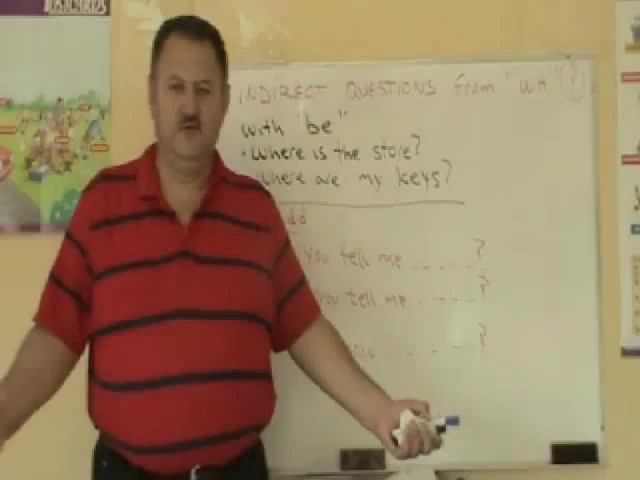 INDIRECT QUESTIONS from "WH (?)
with "be"
• Where is the store?
Where are my keys?
dd
you tell me ----?
you tell me ----?
----?